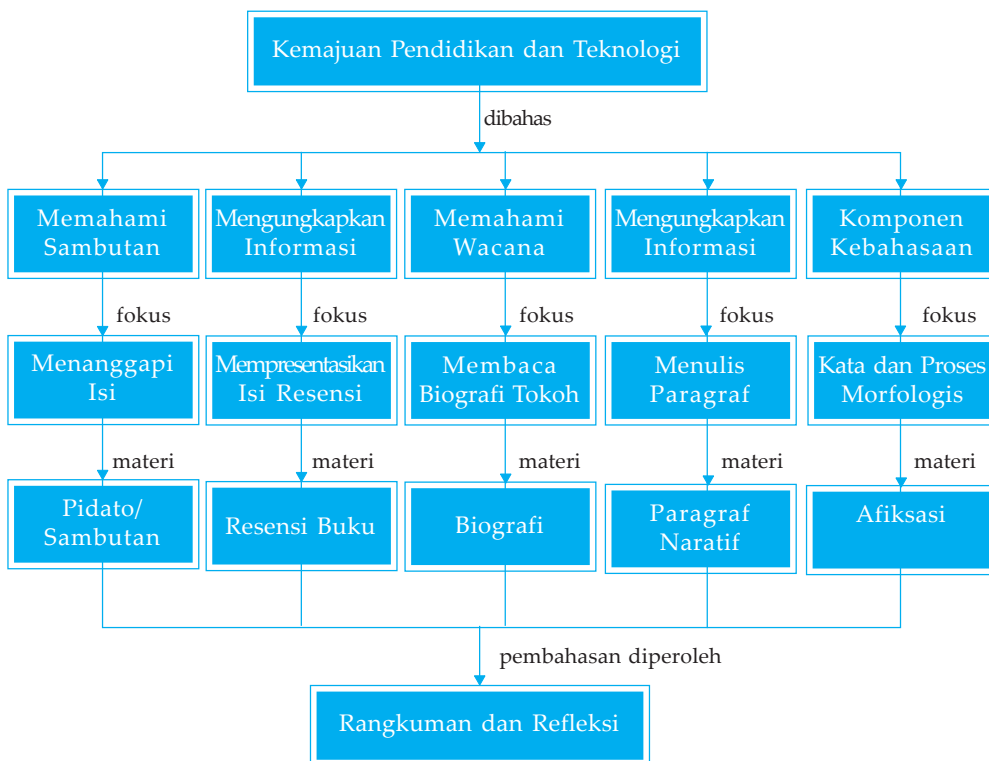 Kemajuan Pendidikan dan Teknologi
dibahas
Memahami
Sambutan
Mengungkapkan
Informasi
Memahami
Wacana
Mengungkapkan
Informasi
Komponen
Kebahasaan
fokus
fokus
fokus
fokus
fokus
Menanggapi
Isi
Mempresentasikan
Isi Resensi
Membaca
Biografi Tokoh
Menulis
Paragraf
Kata dan Proses
Morfologis
materi
materi
materi
materi
materi
Pidato/
Sambutan
Resensi Buku
Biografi
Paragraf
Naratif
Afiksasi
pembahasan diperoleh
Rangkuman dan Refleksi